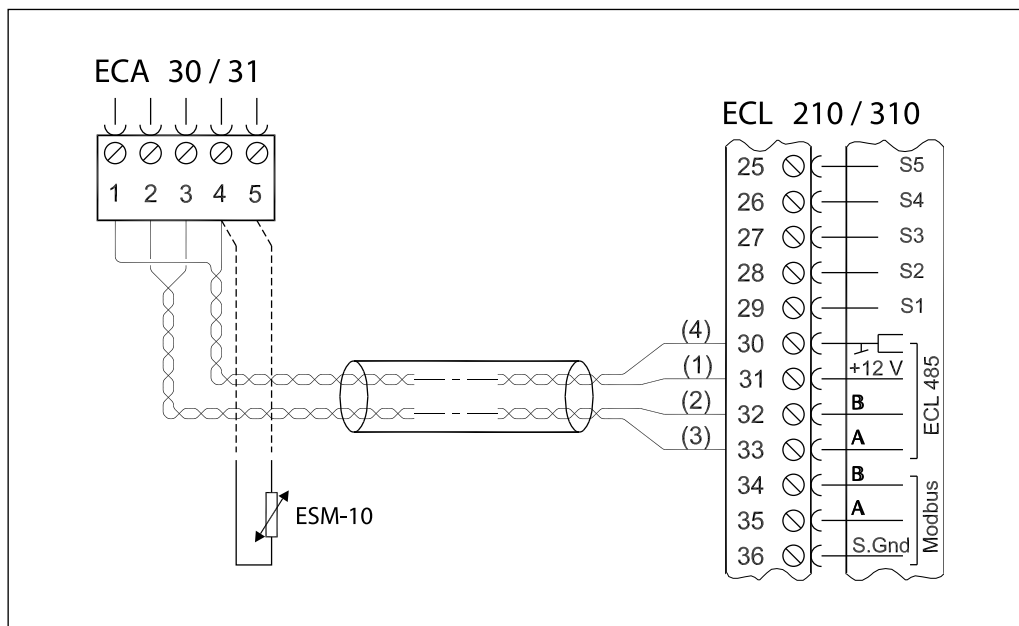 ECA 30 / 31
1 2 3 4 5
ECL 210 / 310
25 S5
26 S4
27 S3
28 S2
29 S1
(4) 30
(1) 31 +12 V
(2) 32 B
(3) 33 A
ECL 485
34 B
35 A
36 S.Gnd
Modbus
ESM-10